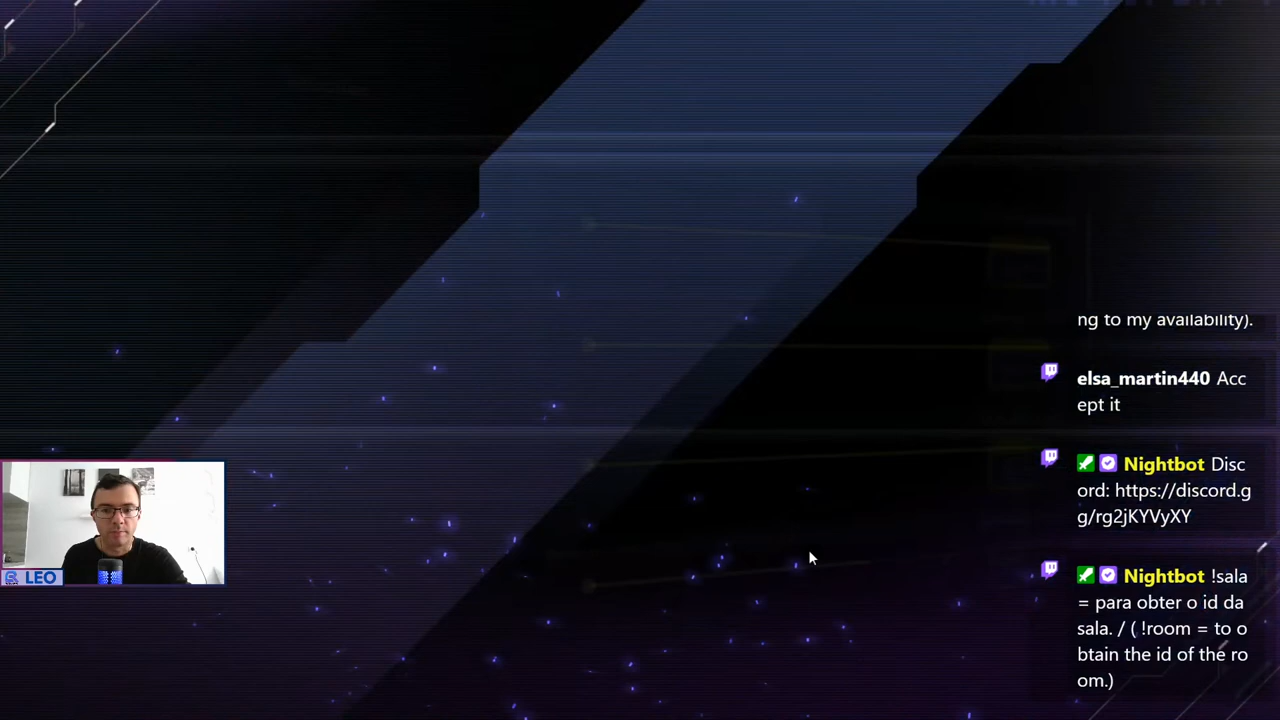 ng to my availability).
elsa_martin440 Acc
ept it
Nightbot Disc
ord: https://discord.g
g/rg2jKYVyXY
Nightbot !sala
= para obter o id da
sala. / ( !room = to o
btain the id of the ro
om.)
LEO